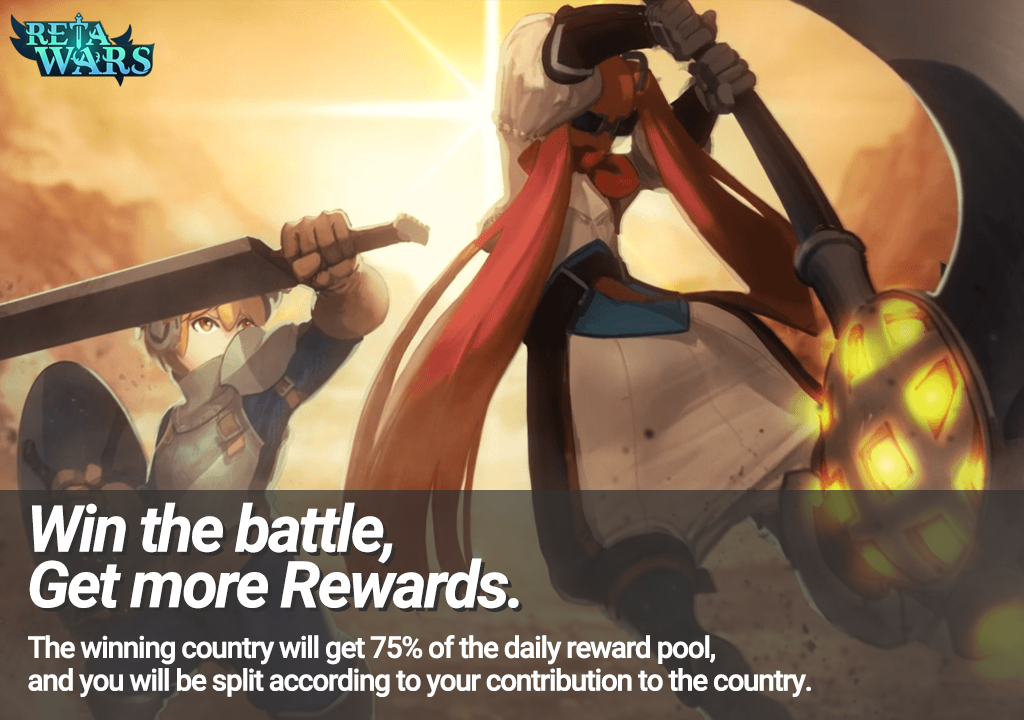 RETA
WARS
Win the battle,
Get more Rewards.
The winning country will get 75% of the daily reward pool,
and you will be split according to your contribution to the country.